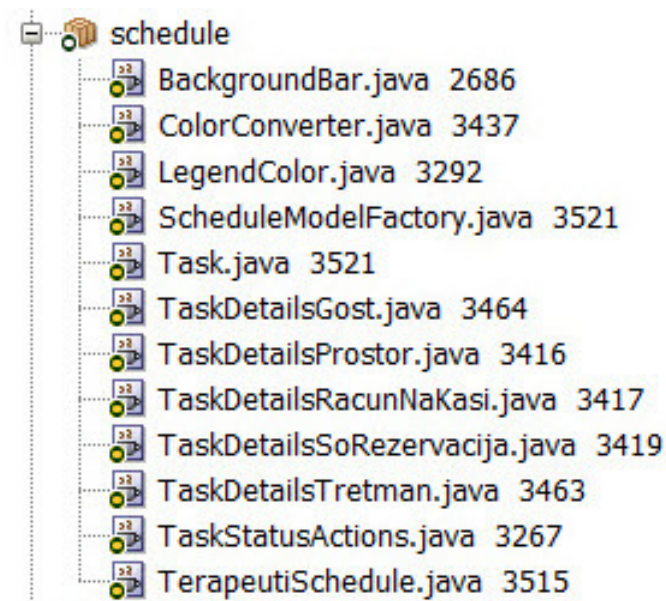 schedule
BackgroundBar.java 2686
ColorConverter.java 3437
LegendColor.java 3292
ScheduleModelFactory.java 3521
Task.java 3521
TaskDetailsGost.java 3464
TaskDetailsProstor.java 3416
TaskDetailsRacunNaKasi.java 3417
TaskDetailsSoRezervacija.java 3419
TaskDetailsTretman.java 3463
TaskStatusActions.java 3267
TerapeutiSchedule.java 3515